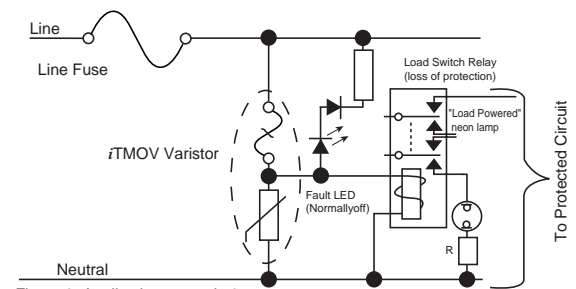 Line
Line Fuse
iTMOV Varistor
Fault LED
(Normallyoff)
Load Switch Relay
(loss of protection)
"Load Powered"
neon lamp
R
To Protected Circuit
Neutral